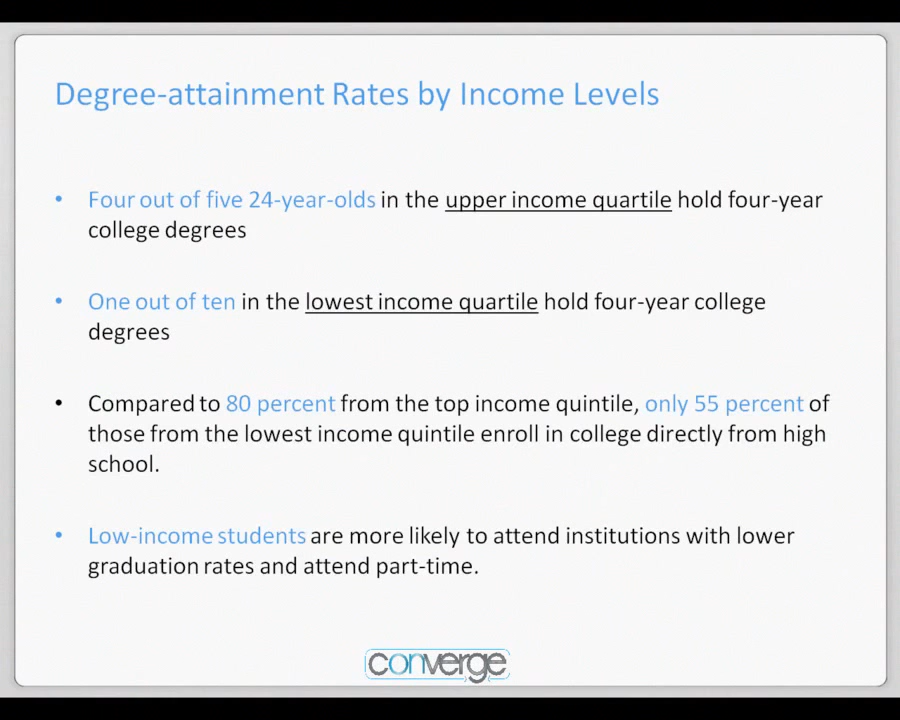 Degree-attainment Rates by Income Levels
• Four out of five 24-year-olds in the upper income quartile hold four-year
college degrees
• One out of ten in the lowest income quartile hold four-year college
degrees
• Compared to 80 percent from the top income quintile, only 55 percent of
those from the lowest income quintile enroll in college directly from high
school.
• Low-income students are more likely to attend institutions with lower
graduation rates and attend part-time.
converge